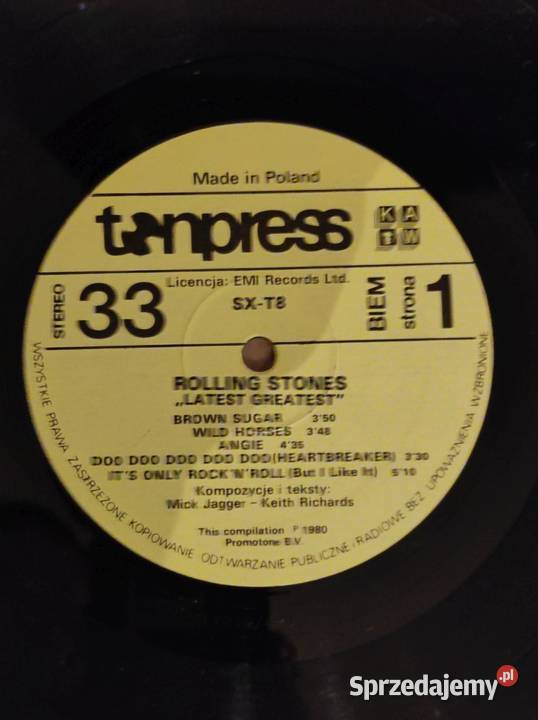 Made in Poland
tonpress
KAW
Licencja: EMI Records Ltd.
STEREO
33
SX-T8
BIEM
strona
1
ROLLING STONES
„LATEST GREATEST"
BROWN SUGAR 3'50
WILD HORSES 3'48
ANGIE 4'35
DOO DOO DOO DOO DOO (HEARTBREAKER) 3'30
IT'S ONLY ROCK'N'ROLL (But I Like It) 5'10
Kompozycje i teksty:
Mick Jagger - Keith Richards
This compilation ℗ 1980
Promotone B.V.
WSZYSTKIE PRAWA ZASTRZEŻONE KOPIOWANIE ODTWARZANIE PUBLICZNE i RADIOWE BEZ UPOWAŻNIENIA WZBRONIONE
Sprzedajemy.pl